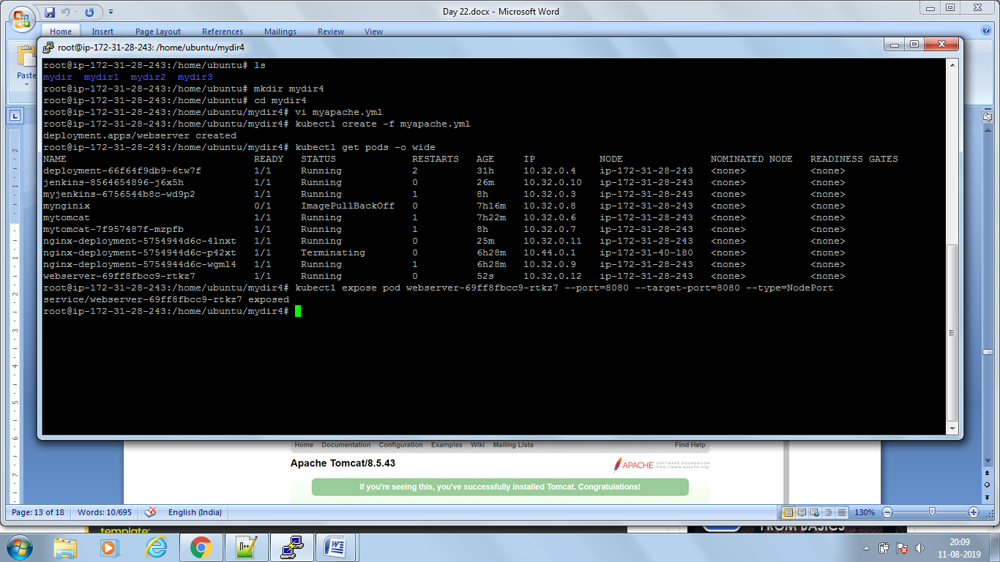 Day 22.docx - Microsoft Word
Home Insert Page Layout References Mailings Review View
Paste
root@ip-172-31-28-243: /home/ubuntu/mydir4
root@ip-172-31-28-243:/home/ubuntu# ls
mydir mydir1 mydir2 mydir3
root@ip-172-31-28-243:/home/ubuntu# mkdir mydir4
root@ip-172-31-28-243:/home/ubuntu# cd mydir4
root@ip-172-31-28-243:/home/ubuntu/mydir4# vi myapache.yml
root@ip-172-31-28-243:/home/ubuntu/mydir4# kubectl create -f myapache.yml
deployment.apps/webserver created
root@ip-172-31-28-243:/home/ubuntu/mydir4# kubectl get pods -o wide
NAME READY STATUS RESTARTS AGE IP NODE NOMINATED NODE READINESS GATES
deployment-66f64f9db9-6tw7f 1/1 Running 2 31h 10.32.0.4 ip-172-31-28-243 <none> <none>
jenkins-8564654896-j6x5h 1/1 Running 0 26m 10.32.0.10 ip-172-31-28-243 <none> <none>
myjenkins-6756544b8c-wd9p2 1/1 Running 1 8h 10.32.0.3 ip-172-31-28-243 <none> <none>
mynginix 0/1 ImagePullBackOff 0 7h16m 10.32.0.8 ip-172-31-28-243 <none> <none>
mytomcat 1/1 Running 1 7h22m 10.32.0.6 ip-172-31-28-243 <none> <none>
mytomcat-7f957487f-mzpfb 1/1 Running 1 8h 10.32.0.7 ip-172-31-28-243 <none> <none>
nginx-deployment-5754944d6c-4lnxt 1/1 Running 0 25m 10.32.0.11 ip-172-31-28-243 <none> <none>
nginx-deployment-5754944d6c-p42xt 1/1 Terminating 0 6h28m 10.44.0.1 ip-172-31-40-180 <none> <none>
nginx-deployment-5754944d6c-wgml4 1/1 Running 1 6h28m 10.32.0.9 ip-172-31-28-243 <none> <none>
webserver-69ff8fbcc9-rtkz7 1/1 Running 0 52s 10.32.0.12 ip-172-31-28-243 <none> <none>
root@ip-172-31-28-243:/home/ubuntu/mydir4# kubectl expose pod webserver-69ff8fbcc9-rtkz7 --port=8080 --target-port=8080 --type=NodePort
service/webserver-69ff8fbcc9-rtkz7 exposed
root@ip-172-31-28-243:/home/ubuntu/mydir4#
Home Documentation Configuration Examples Wiki Mailing Lists Find Help
Apache Tomcat/8.5.43
APACHE SOFTWARE FOUNDATION
http://www.apache.org/
If you're seeing this, you've successfully installed Tomcat. Congratulations!
Page: 13 of 18 Words: 10/695 English (India) 130%
template:
FROM BASICS
20:09
11-08-2019